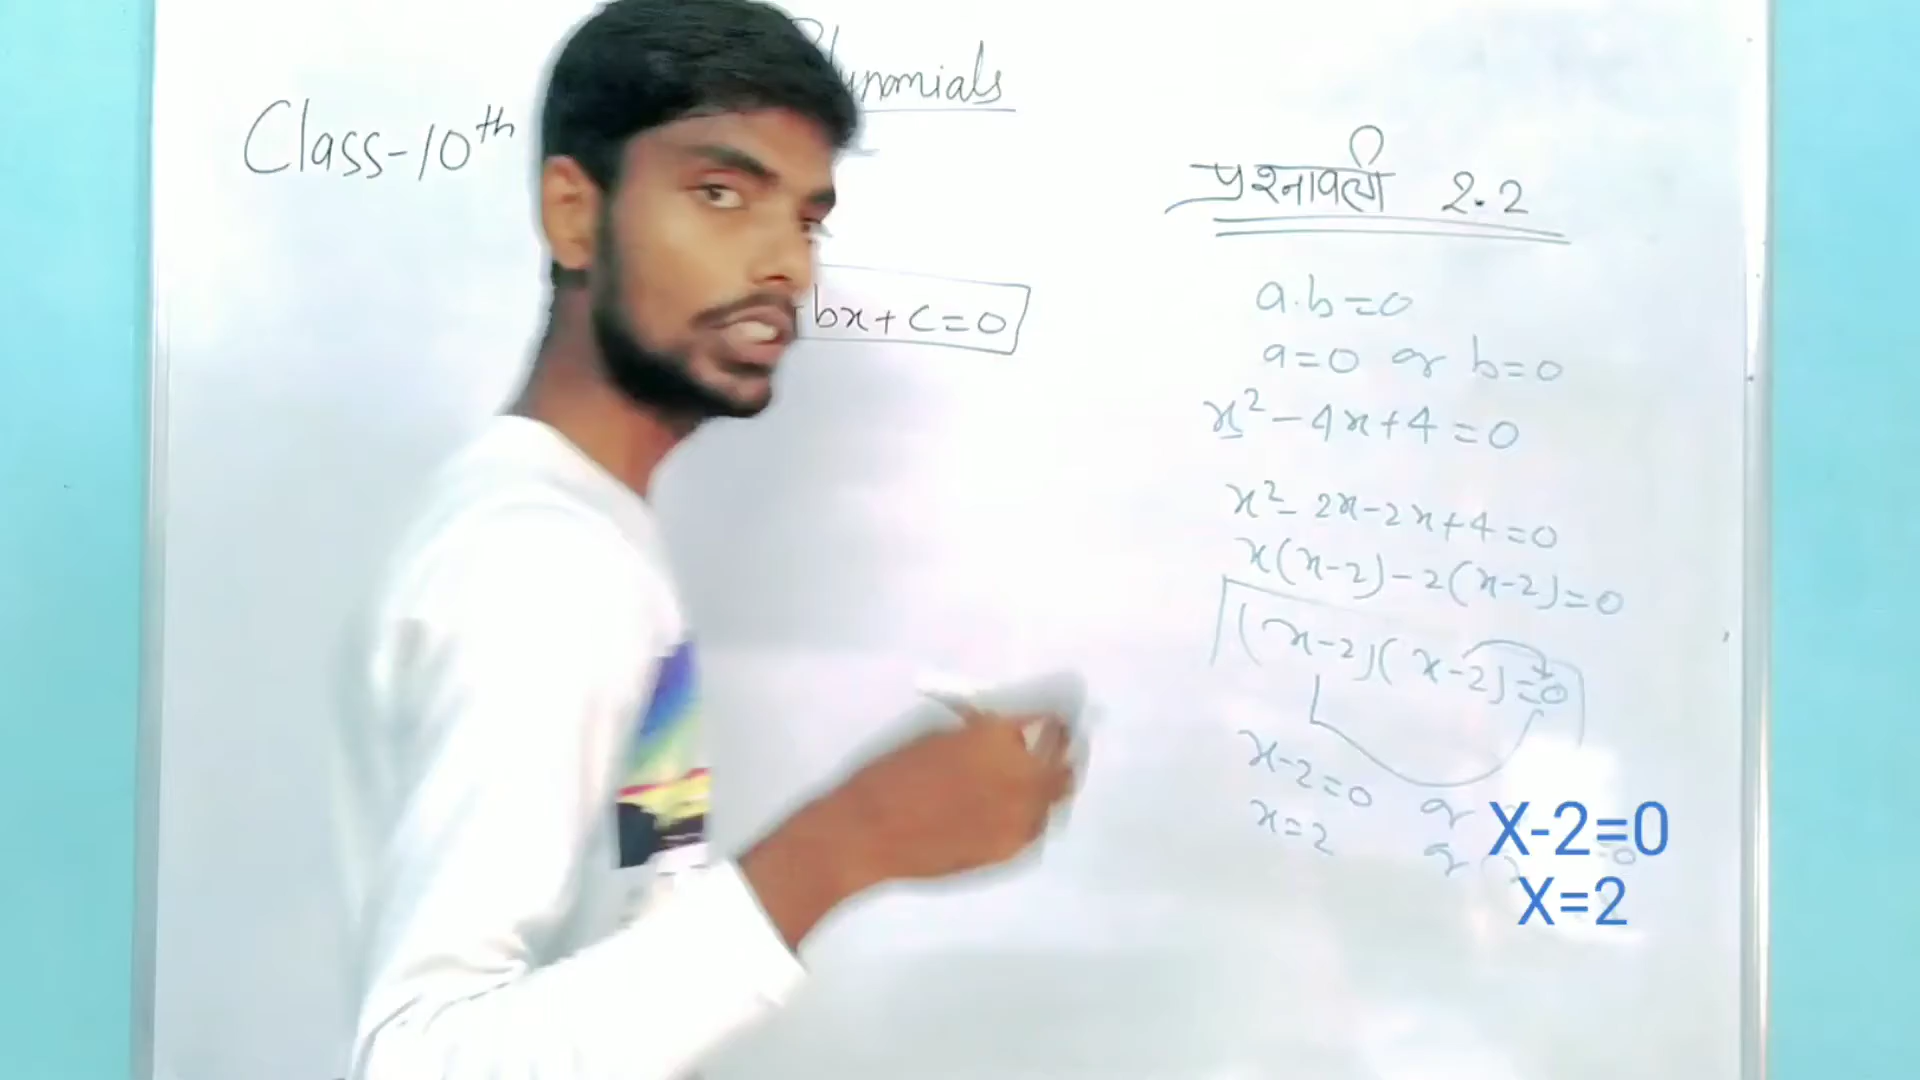 Class-10th
प्रश्नावली 2.2
bx+c=0
a.b=0
a=0 or b=0
x²-4x+4=0
x²-2x-2x+4=0
x(x-2)-2(x-2)=0
(x-2)(x-2)=0
x-2=0 or
x=2 or
X-2=0
X=2